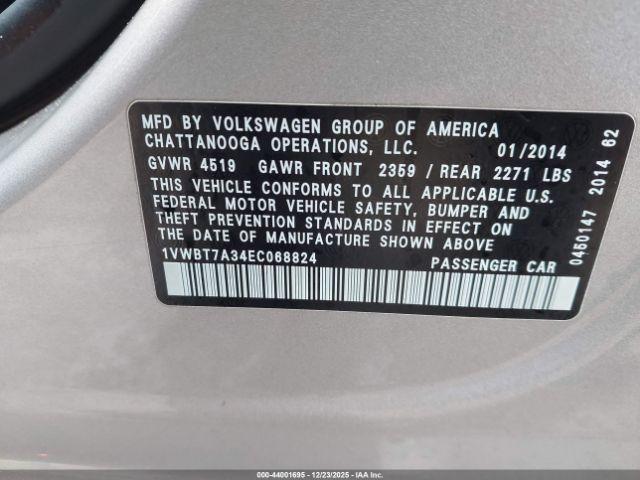 MFD BY VOLKSWAGEN GROUP OF AMERICA
CHATTANOOGA OPERATIONS, LLC. 01/2014
GVWR 4519 GAWR FRONT 2359 / REAR 2271 LBS
THIS VEHICLE CONFORMS TO ALL APPLICABLE U.S.
FEDERAL MOTOR VEHICLE SAFETY, BUMPER AND
THEFT PREVENTION STANDARDS IN EFFECT ON
THE DATE OF MANUFACTURE SHOWN ABOVE
1VWBT7A34EC068824 PASSENGER CAR
0450147 2014 62
000-44001695 - 12/23/2025 - IAAI.com